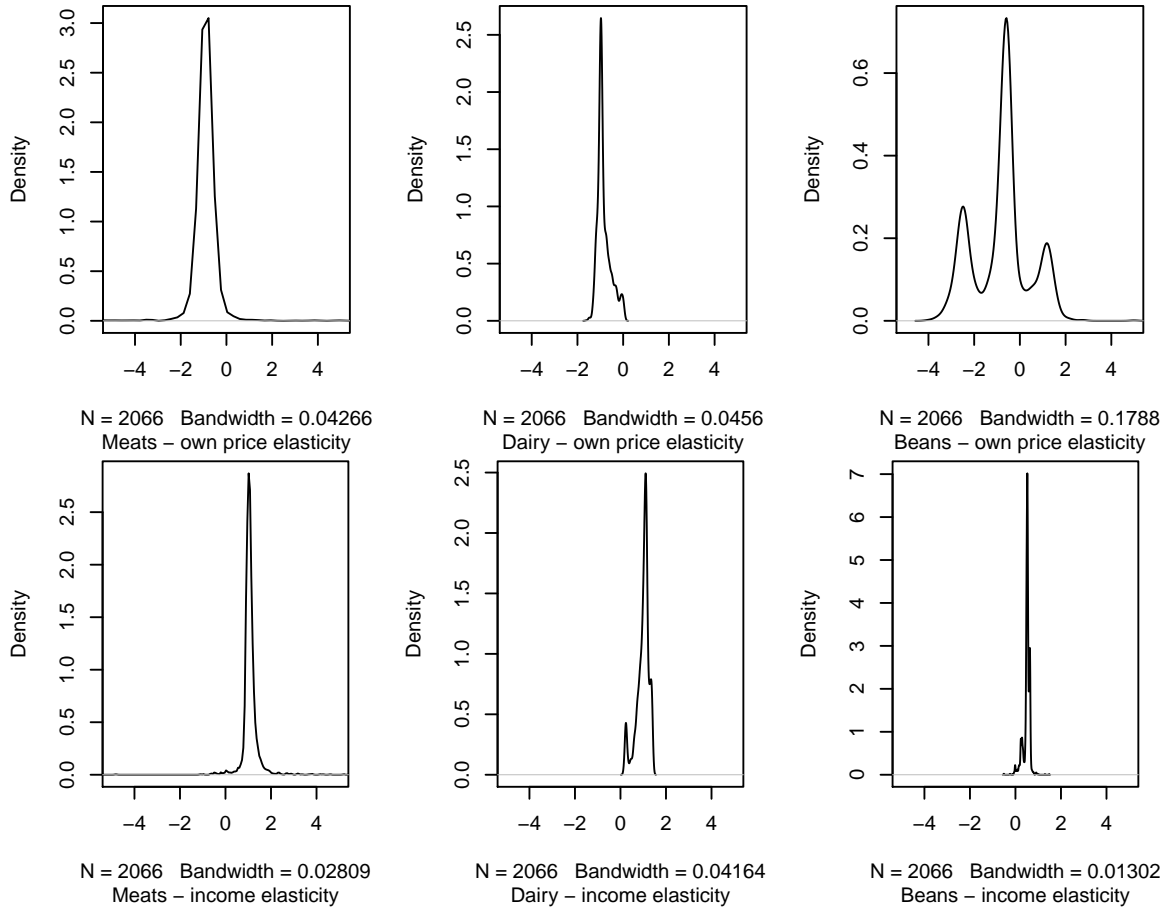 Density
0.0 0.5 1.0 1.5 2.0 2.5 3.0
−4 −2 0 2 4
N = 2066 Bandwidth = 0.04266
Meats − own price elasticity
Density
0.0 0.5 1.0 1.5 2.0 2.5
−4 −2 0 2 4
N = 2066 Bandwidth = 0.0456
Dairy − own price elasticity
Density
0.0 0.2 0.4 0.6
−4 −2 0 2 4
N = 2066 Bandwidth = 0.1788
Beans − own price elasticity
Density
0.0 0.5 1.0 1.5 2.0 2.5
−4 −2 0 2 4
N = 2066 Bandwidth = 0.02809
Meats − income elasticity
Density
0.0 0.5 1.0 1.5 2.0 2.5
−4 −2 0 2 4
N = 2066 Bandwidth = 0.04164
Dairy − income elasticity
Density
0 1 2 3 4 5 6 7
−4 −2 0 2 4
N = 2066 Bandwidth = 0.01302
Beans − income elasticity